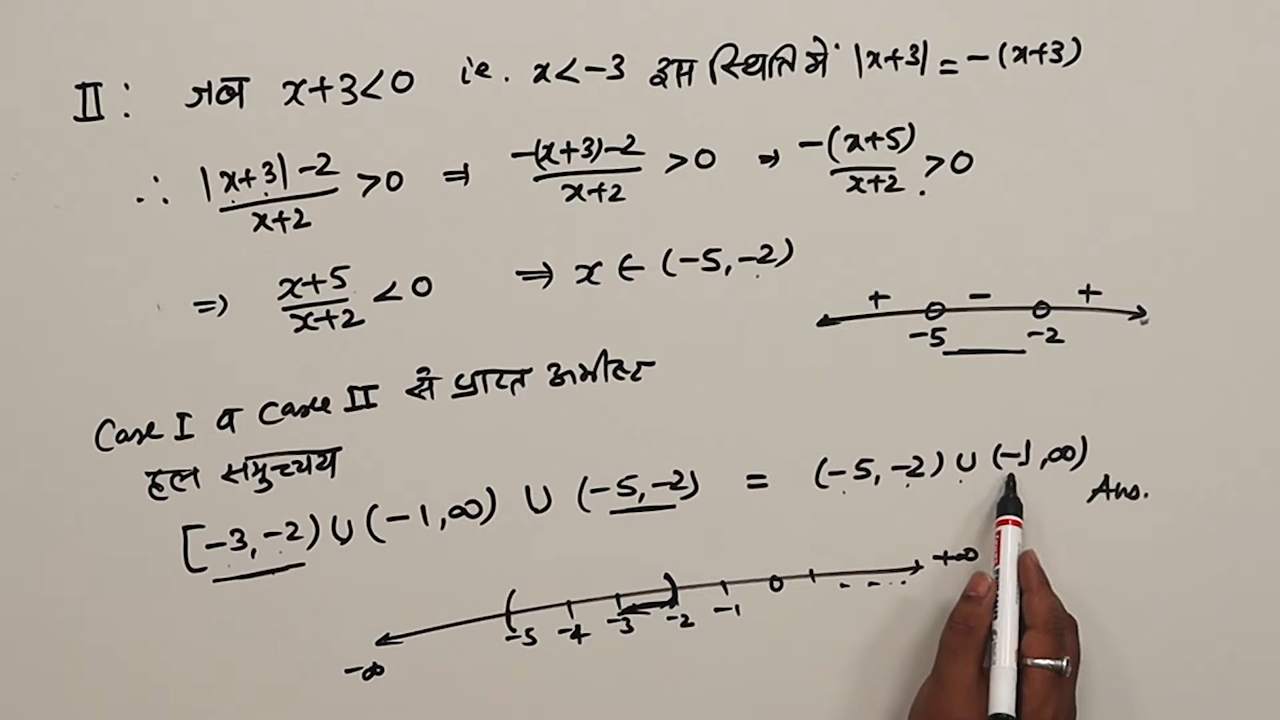 II : जब x+3<0 i.e. x<-3 इस स्थिति में |x+3| = -(x+3)
∴ (|x+3|-2)/(x+2) >0 ⇒ (-(x+3)-2)/(x+2) >0 ⇒ (-(x+5))/(x+2) >0
⇒ (x+5)/(x+2) <0 ⇒ x ∈ (-5,-2)
+ - +
-5 -2
Case I व Case II से प्राप्त अभीष्ट
हल समुच्चय
[-3,-2) ∪ (-1,∞) ∪ (-5,-2) = (-5,-2) ∪ (-1,∞) Ans.
-∞ -5 -4 -3 -2 -1 0 +∞